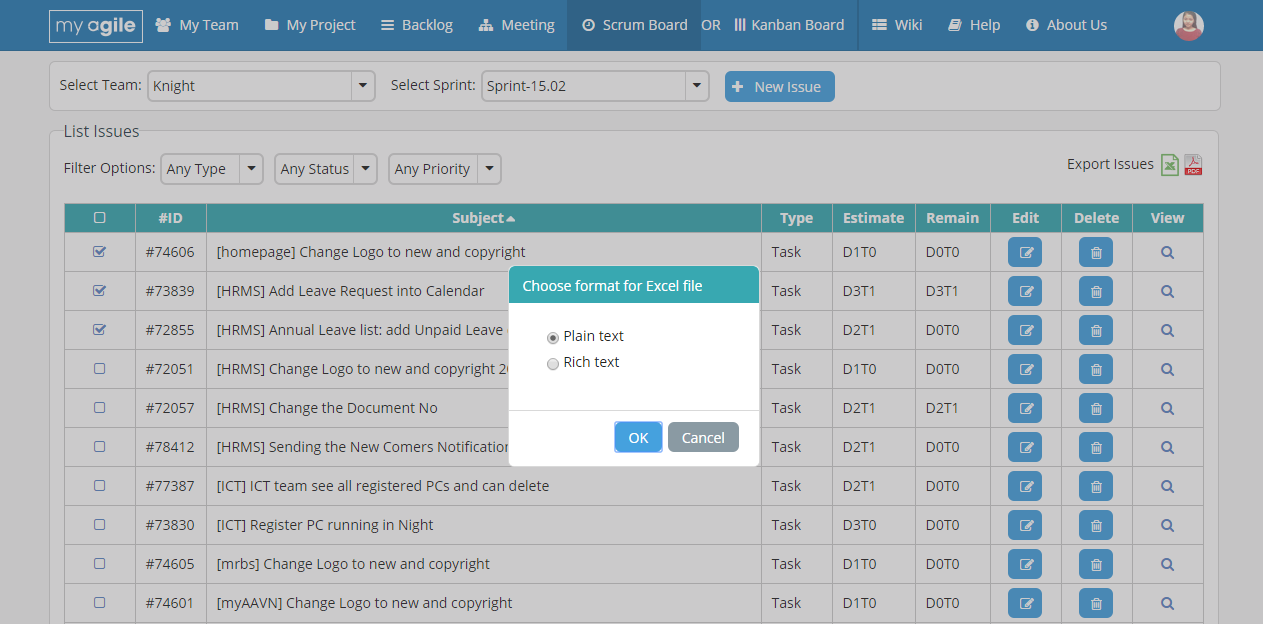 my agile My Team My Project Backlog Meeting Scrum Board OR Kanban Board Wiki Help About Us
Select Team: Knight Select Sprint: Sprint-15.02 New Issue
List Issues
Filter Options: Any Type Any Status Any Priority Export Issues PDF
#ID Subject Type Estimate Remain Edit Delete View
#74606 [homepage] Change Logo to new and copyright Task D1T0 D0T0
#73839 [HRMS] Add Leave Request into Calendar Task D3T1 D3T1
#72855 [HRMS] Annual Leave list: add Unpaid Leave Task D2T1 D0T0
#72051 [HRMS] Change Logo to new and copyright Task D1T0 D0T0
#72057 [HRMS] Change the Document No Task D2T1 D2T1
#78412 [HRMS] Sending the New Comers Notification Task D2T1 D0T0
#77387 [ICT] ICT team see all registered PCs and can delete Task D2T1 D0T0
#73830 [ICT] Register PC running in Night Task D3T0 D0T0
#74605 [mrbs] Change Logo to new and copyright Task D1T0 D0T0
#74601 [myAAVN] Change Logo to new and copyright Task D1T0 D0T0
Choose format for Excel file
Plain text
Rich text
OK Cancel